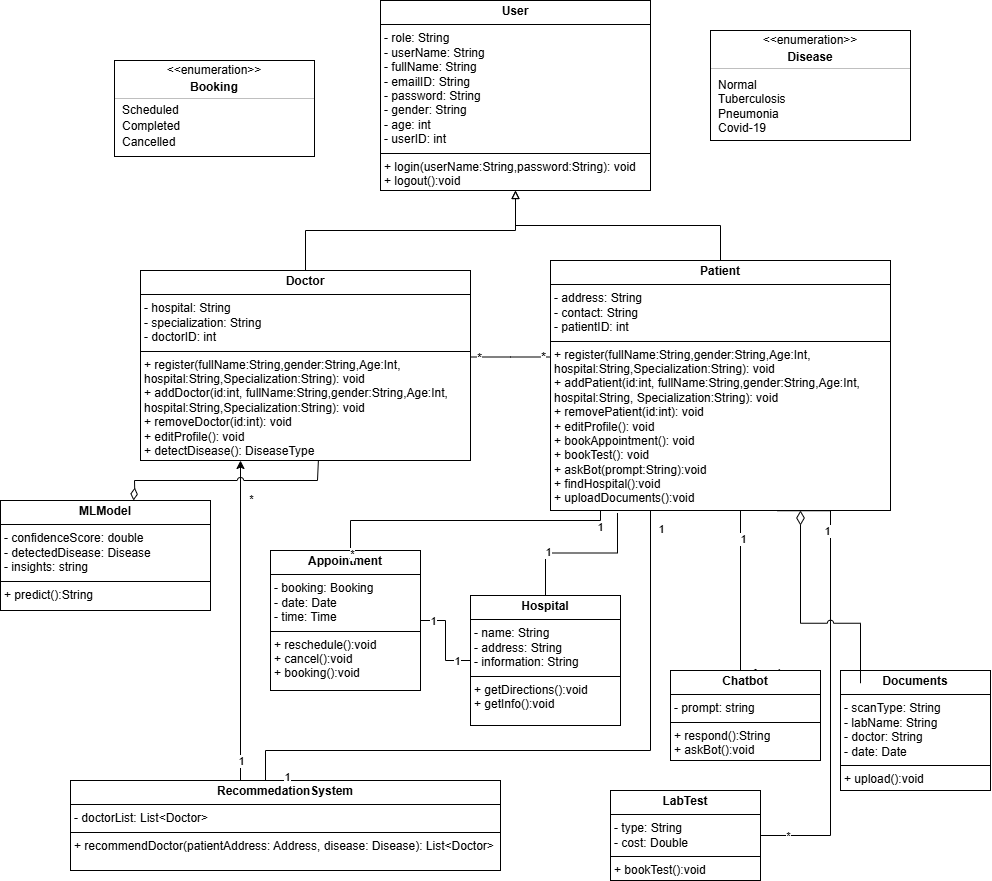 User
- role: String
- userName: String
- fullName: String
- emailID: String
- password: String
- gender: String
- age: int
- userID: int
+ login(userName:String,password:String): void
+ logout():void
<<enumeration>>
Booking
Scheduled
Completed
Cancelled
<<enumeration>>
Disease
Normal
Tuberculosis
Pneumonia
Covid-19
Doctor
- hospital: String
- specialization: String
- doctorID: int
+ register(fullName:String,gender:String,Age:Int,
hospital:String,Specialization:String): void
+ addDoctor(id:int, fullName:String,gender:String,Age:Int,
hospital:String,Specialization:String): void
+ removeDoctor(id:int): void
+ editProfile(): void
+ detectDisease(): DiseaseType
*
*
Patient
- address: String
- contact: String
- patientID: int
+ register(fullName:String,gender:String,Age:Int,
hospital:String,Specialization:String): void
+ addPatient(id:int, fullName:String,gender:String,Age:Int,
hospital:String, Specialization:String): void
+ removePatient(id:int): void
+ editProfile(): void
+ bookAppointment(): void
+ bookTest(): void
+ askBot(prompt:String):void
+ findHospital():void
+ uploadDocuments():void
MLModel
- confidenceScore: double
- detectedDisease: Disease
- insights: string
+ predict():String
*
1
1
1
1
1
1
*
Appointment
- booking: Booking
- date: Date
- time: Time
+ reschedule():void
+ cancel():void
+ booking():void
1
1
Hospital
- name: String
- address: String
- information: String
+ getDirections():void
+ getInfo():void
Chatbot
- prompt: string
+ respond():String
+ askBot():void
Documents
- scanType: String
- labName: String
- doctor: String
- date: Date
+ upload():void
1
1
RecommedationSystem
- doctorList: List<Doctor>
+ recommendDoctor(patientAddress: Address, disease: Disease): List<Doctor>
LabTest
- type: String
- cost: Double
+ bookTest():void
*